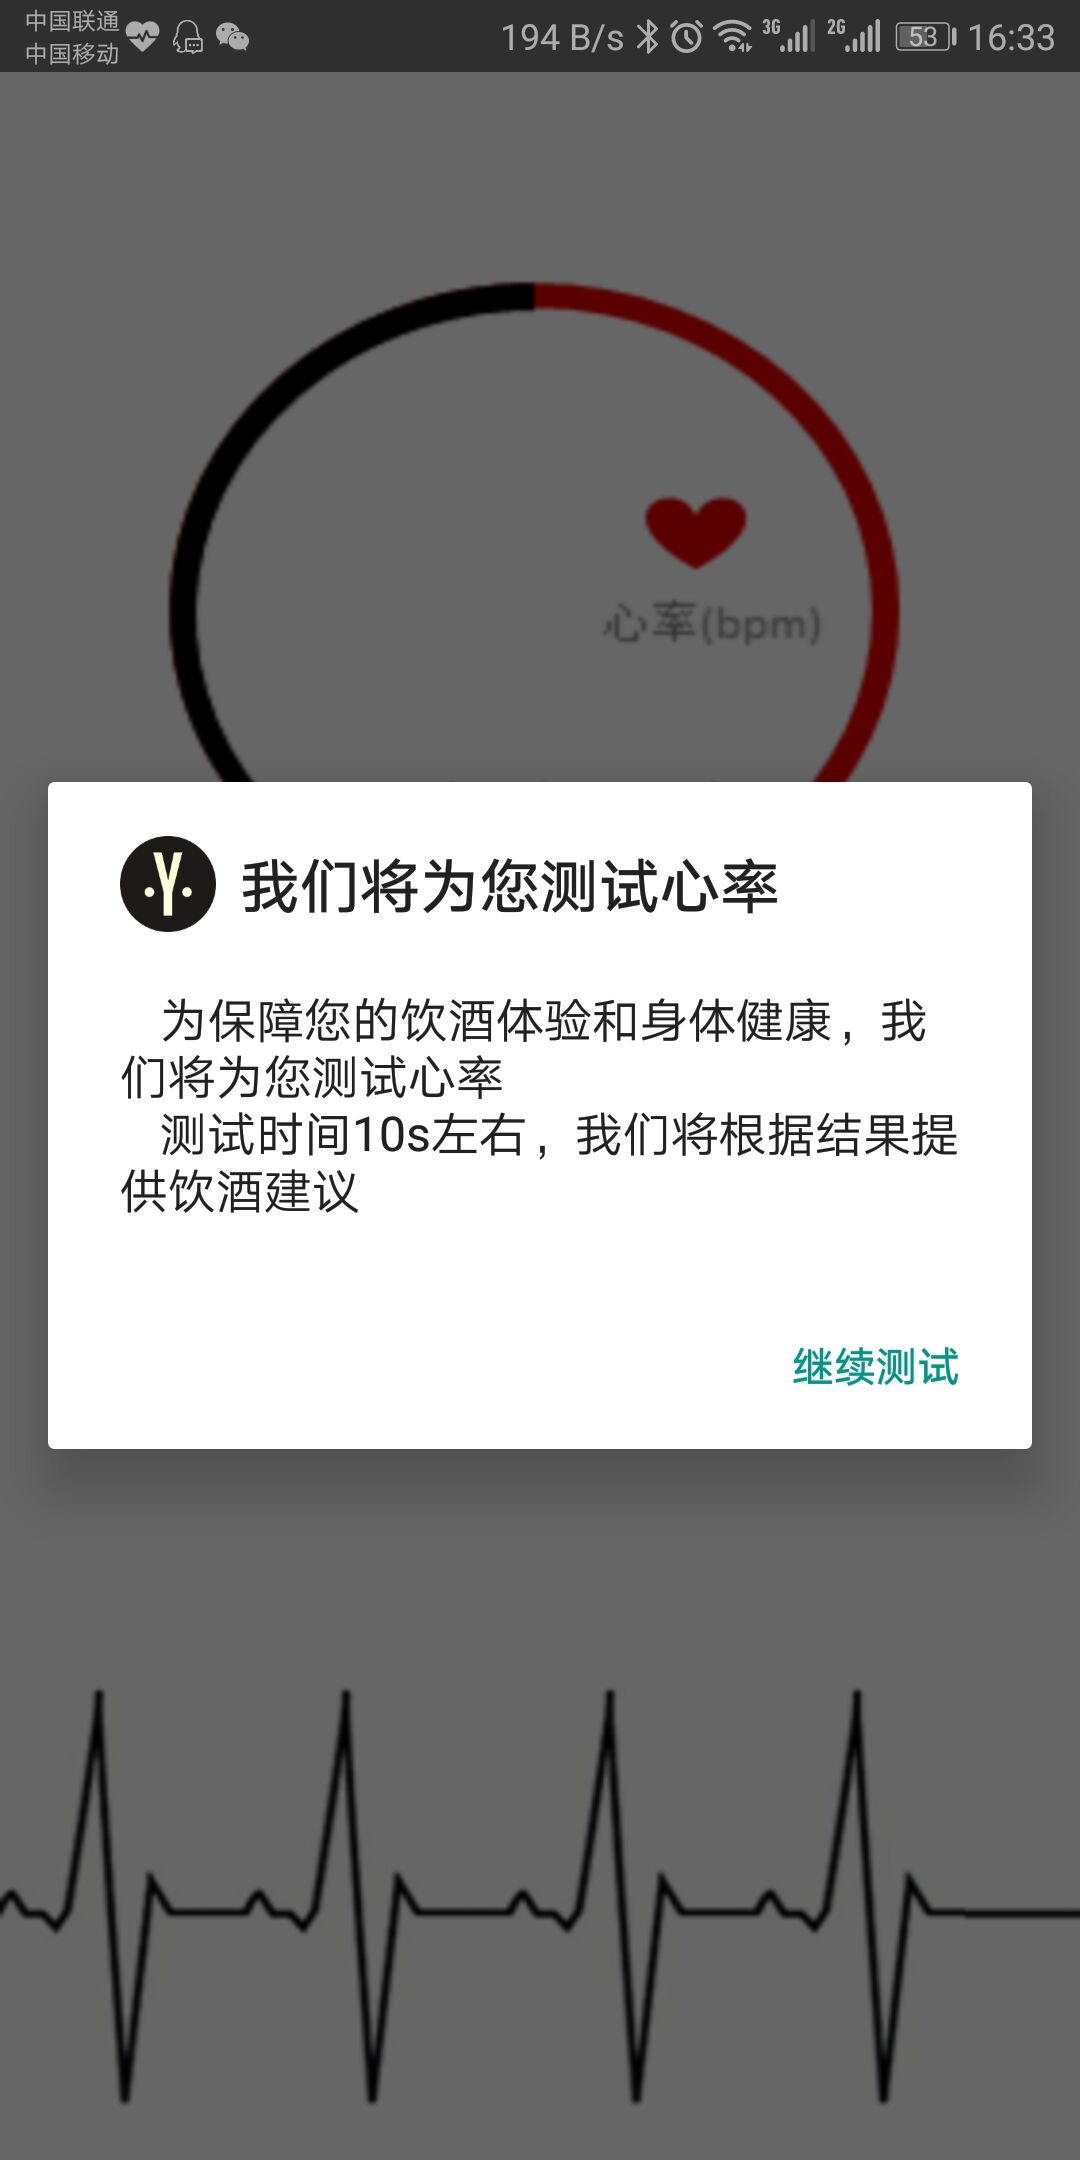 中国联通
中国移动
194 B/s 3G 2G 53 16:33
心率(bpm)
我们将为您测试心率
为保障您的饮酒体验和身体健康，我
们将为您测试心率
测试时间10s左右，我们将根据结果提
供饮酒建议
继续测试